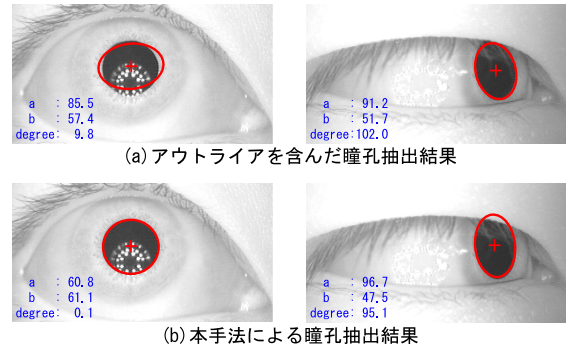 a : 85.5
b : 57.4
degree: 9.8
a : 91.2
b : 51.7
degree:102.0
(a)アウトライアを含んだ瞳孔抽出結果
a : 60.8
b : 61.1
degree: 0.1
a : 96.7
b : 47.5
degree: 95.1
(b)本手法による瞳孔抽出結果